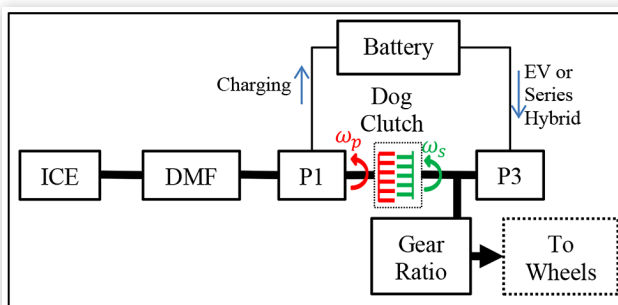 Battery
Charging
EV or
Series
Hybrid
Dog
Clutch
ωp
ωs
ICE
DMF
P1
P3
Gear
Ratio
To
Wheels